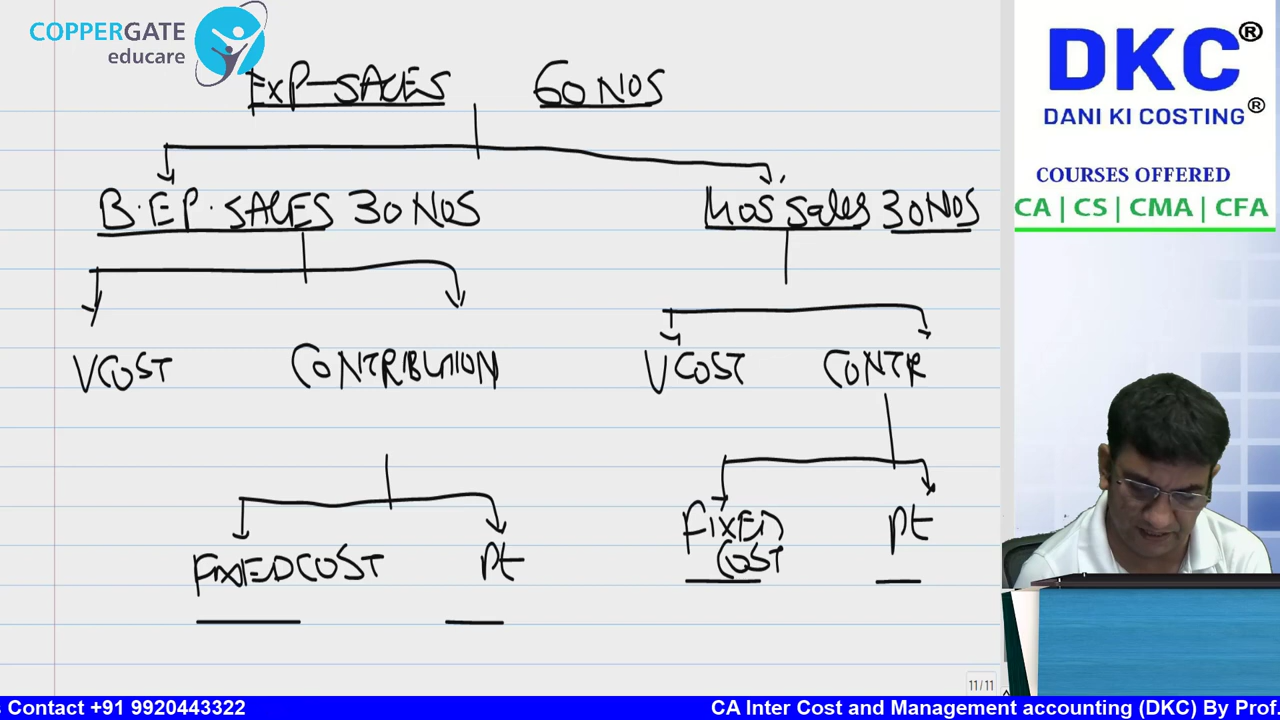 COPPERGATE
educare
EXP-SALES 60 NOS
B.E.P. SALES 30 NOS
MOS Sales 30 NOS
VCOST CONTRIBUTION
VCOST CONTR
FIXED COST Pt
FIXED COST Pt
11/11
DKC®
DANI KI COSTING®
COURSES OFFERED
CA | CS | CMA | CFA
s Contact +91 9920443322 CA Inter Cost and Management accounting (DKC) By Prof.